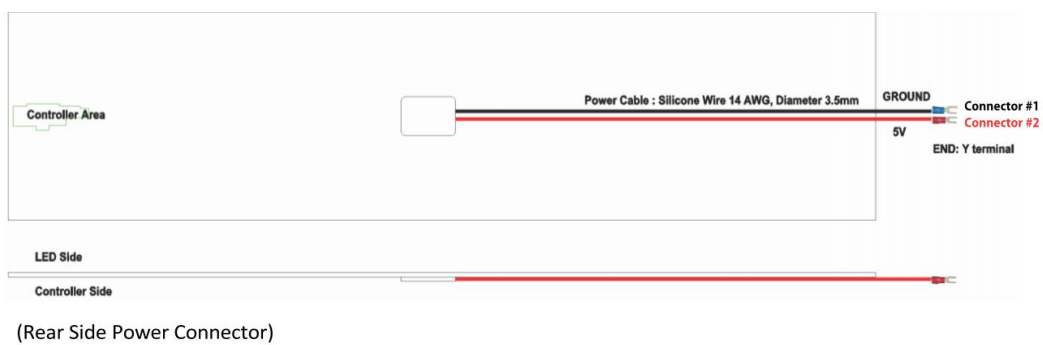 Power Cable : Silicone Wire 14 AWG, Diameter 3.5mm
GROUND
Connector #1
Controller Area
Connector #2
5V
END: Y terminal
LED Side
Controller Side
(Rear Side Power Connector)